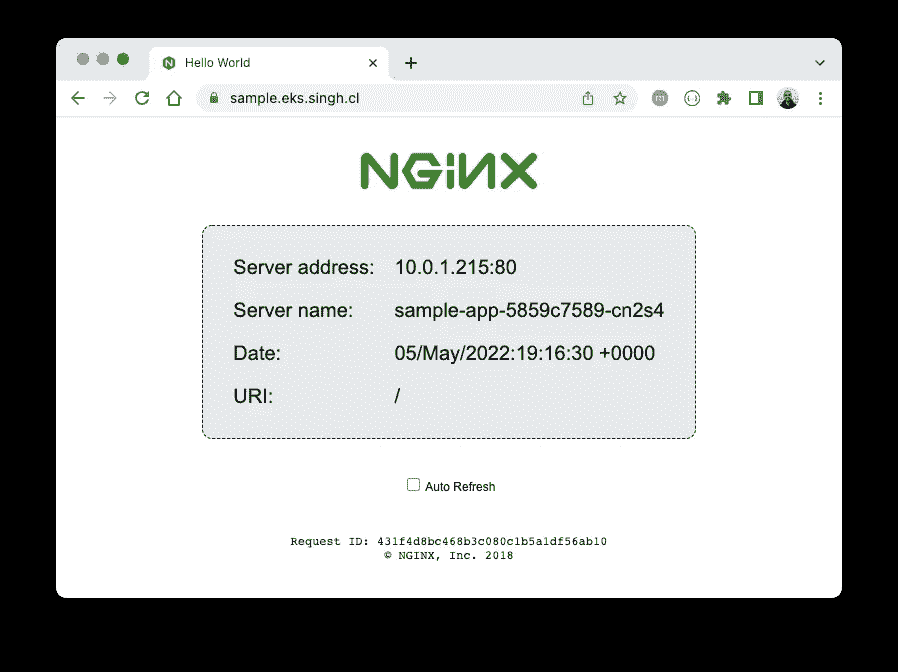 Hello World
sample.eks.singh.cl
NGINX
Server address: 10.0.1.215:80
Server name: sample-app-5859c7589-cn2s4
Date: 05/May/2022:19:16:30 +0000
URI: /
Auto Refresh
Request ID: 431f4d8bc468b3c080c1b5a1df56ab10
© NGINX, Inc. 2018